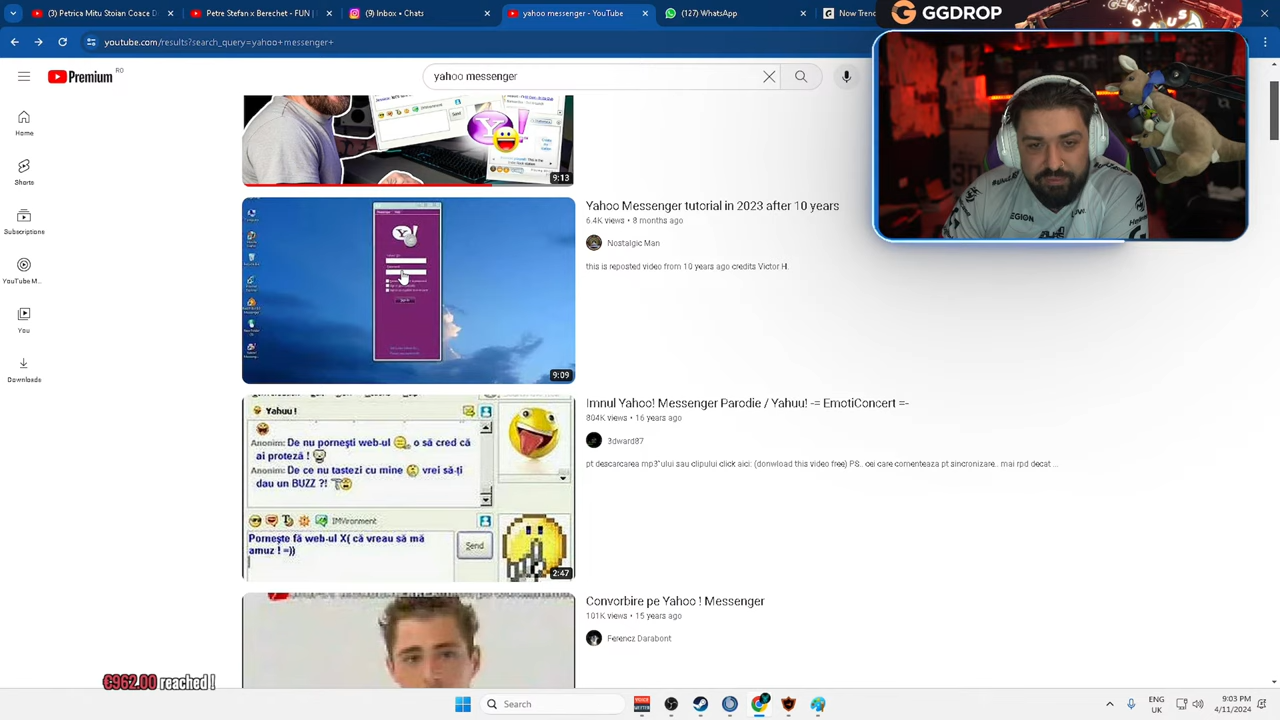 (3) Petre Mitu Stoian Coace D
Petre Stefan x Berechet - FUN |
(9) Inbox • Chats
yahoo messenger - YouTube
(127) WhatsApp
Now Trend
GGDROP
youtube.com/results?search_query=yahoo+messenger+
Premium RO
yahoo messenger
Home
Shorts
Subscriptions
YouTube M...
You
Downloads
9:13
Yahoo Messenger tutorial in 2023 after 10 years
6.4K views • 8 months ago
Nostalgic Man
this is reposted video from 10 years ago credits Victor H.
9:09
Yahuu !
Anonim: De nu pornești web-ul o să cred că
ai proteză !
Anonim: De ce nu tastezi cu mine vrei să-ți
dau un BUZZ ?!
IMVironment
Pornește fă web-ul X( că vreau să mă
amuz ! =))
Send
2:47
Imnul Yahoo! Messenger Parodie / Yahuu! -= EmotiConcert =-
804K views • 16 years ago
3dward87
pt descarcarea mp3"ului sau clipului click aici: (donwload this video free) PS.. cei care comenteaza pt sincronizare.. mai rpd decat ...
Convorbire pe Yahoo ! Messenger
101K views • 15 years ago
Ferencz Darabont
LEGION
€962.00 reached !
Search
ENG
UK
9:03 PM
4/11/2024